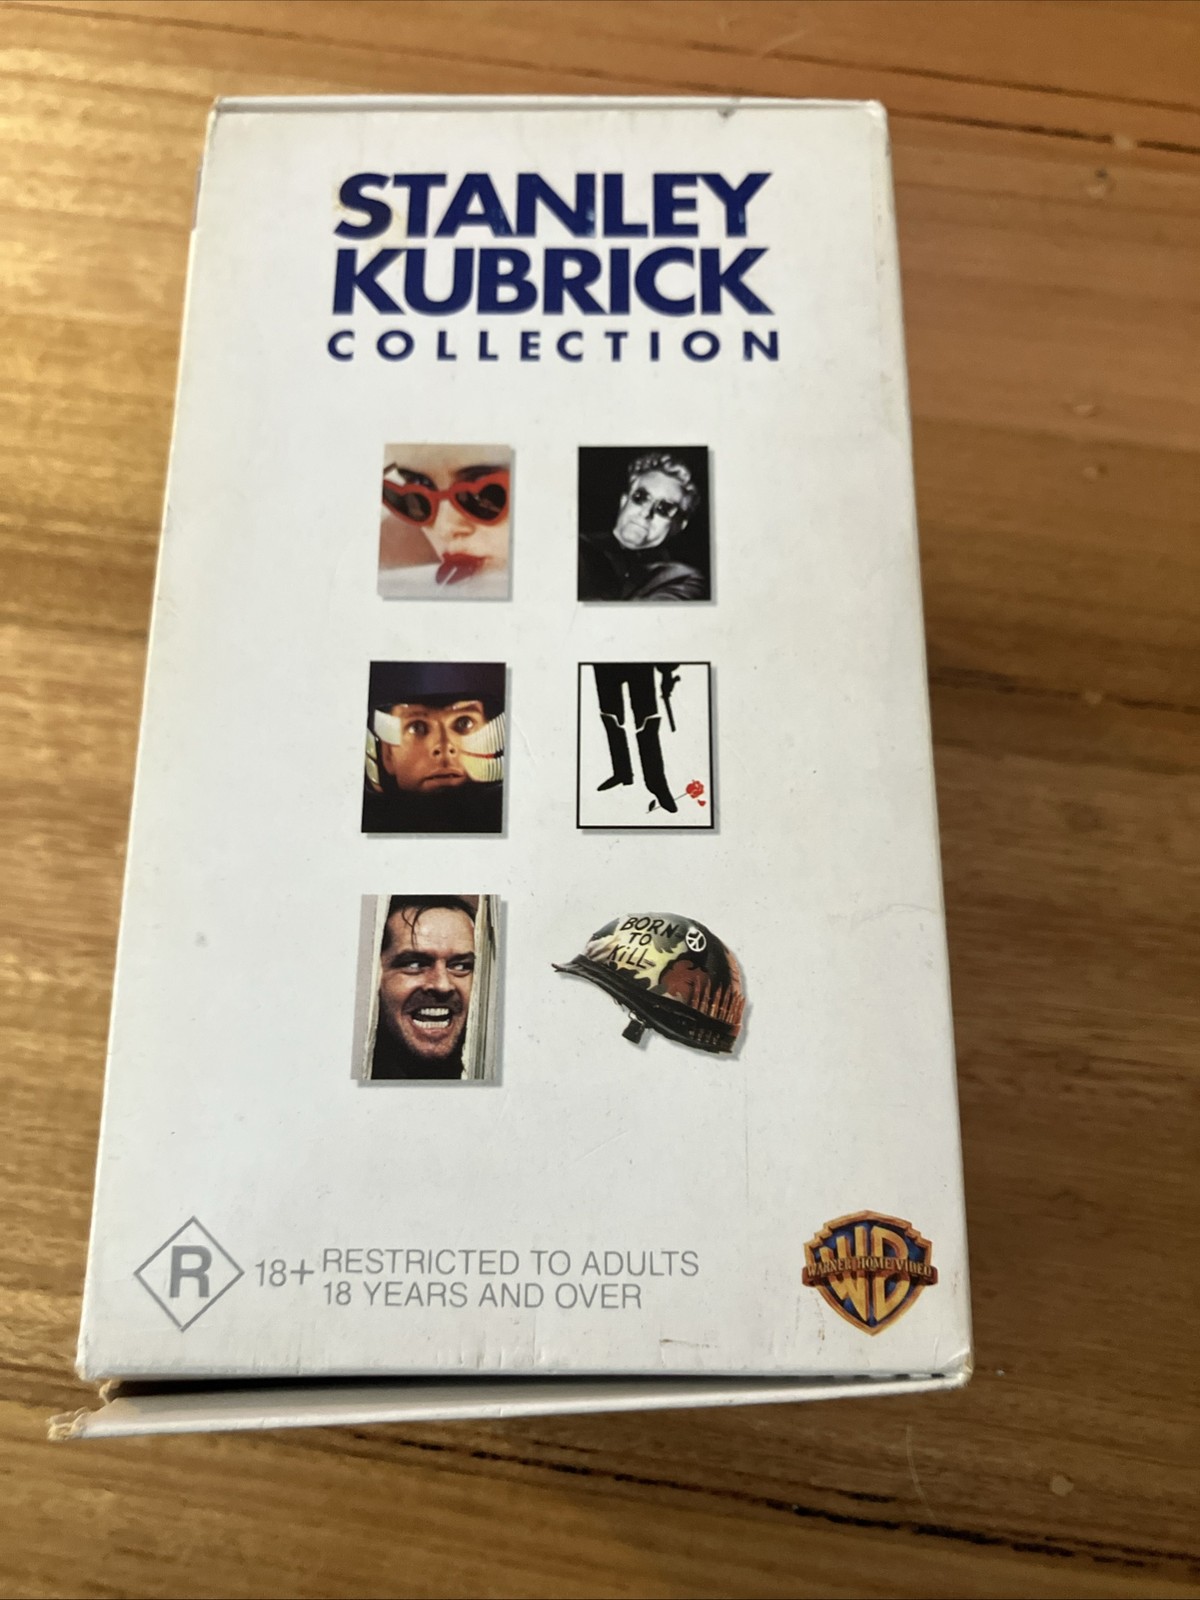 STANLEY
KUBRICK
COLLECTION
BORN
TO
KILL
R
18+ RESTRICTED TO ADULTS
18 YEARS AND OVER
WB
WARNER HOME VIDEO